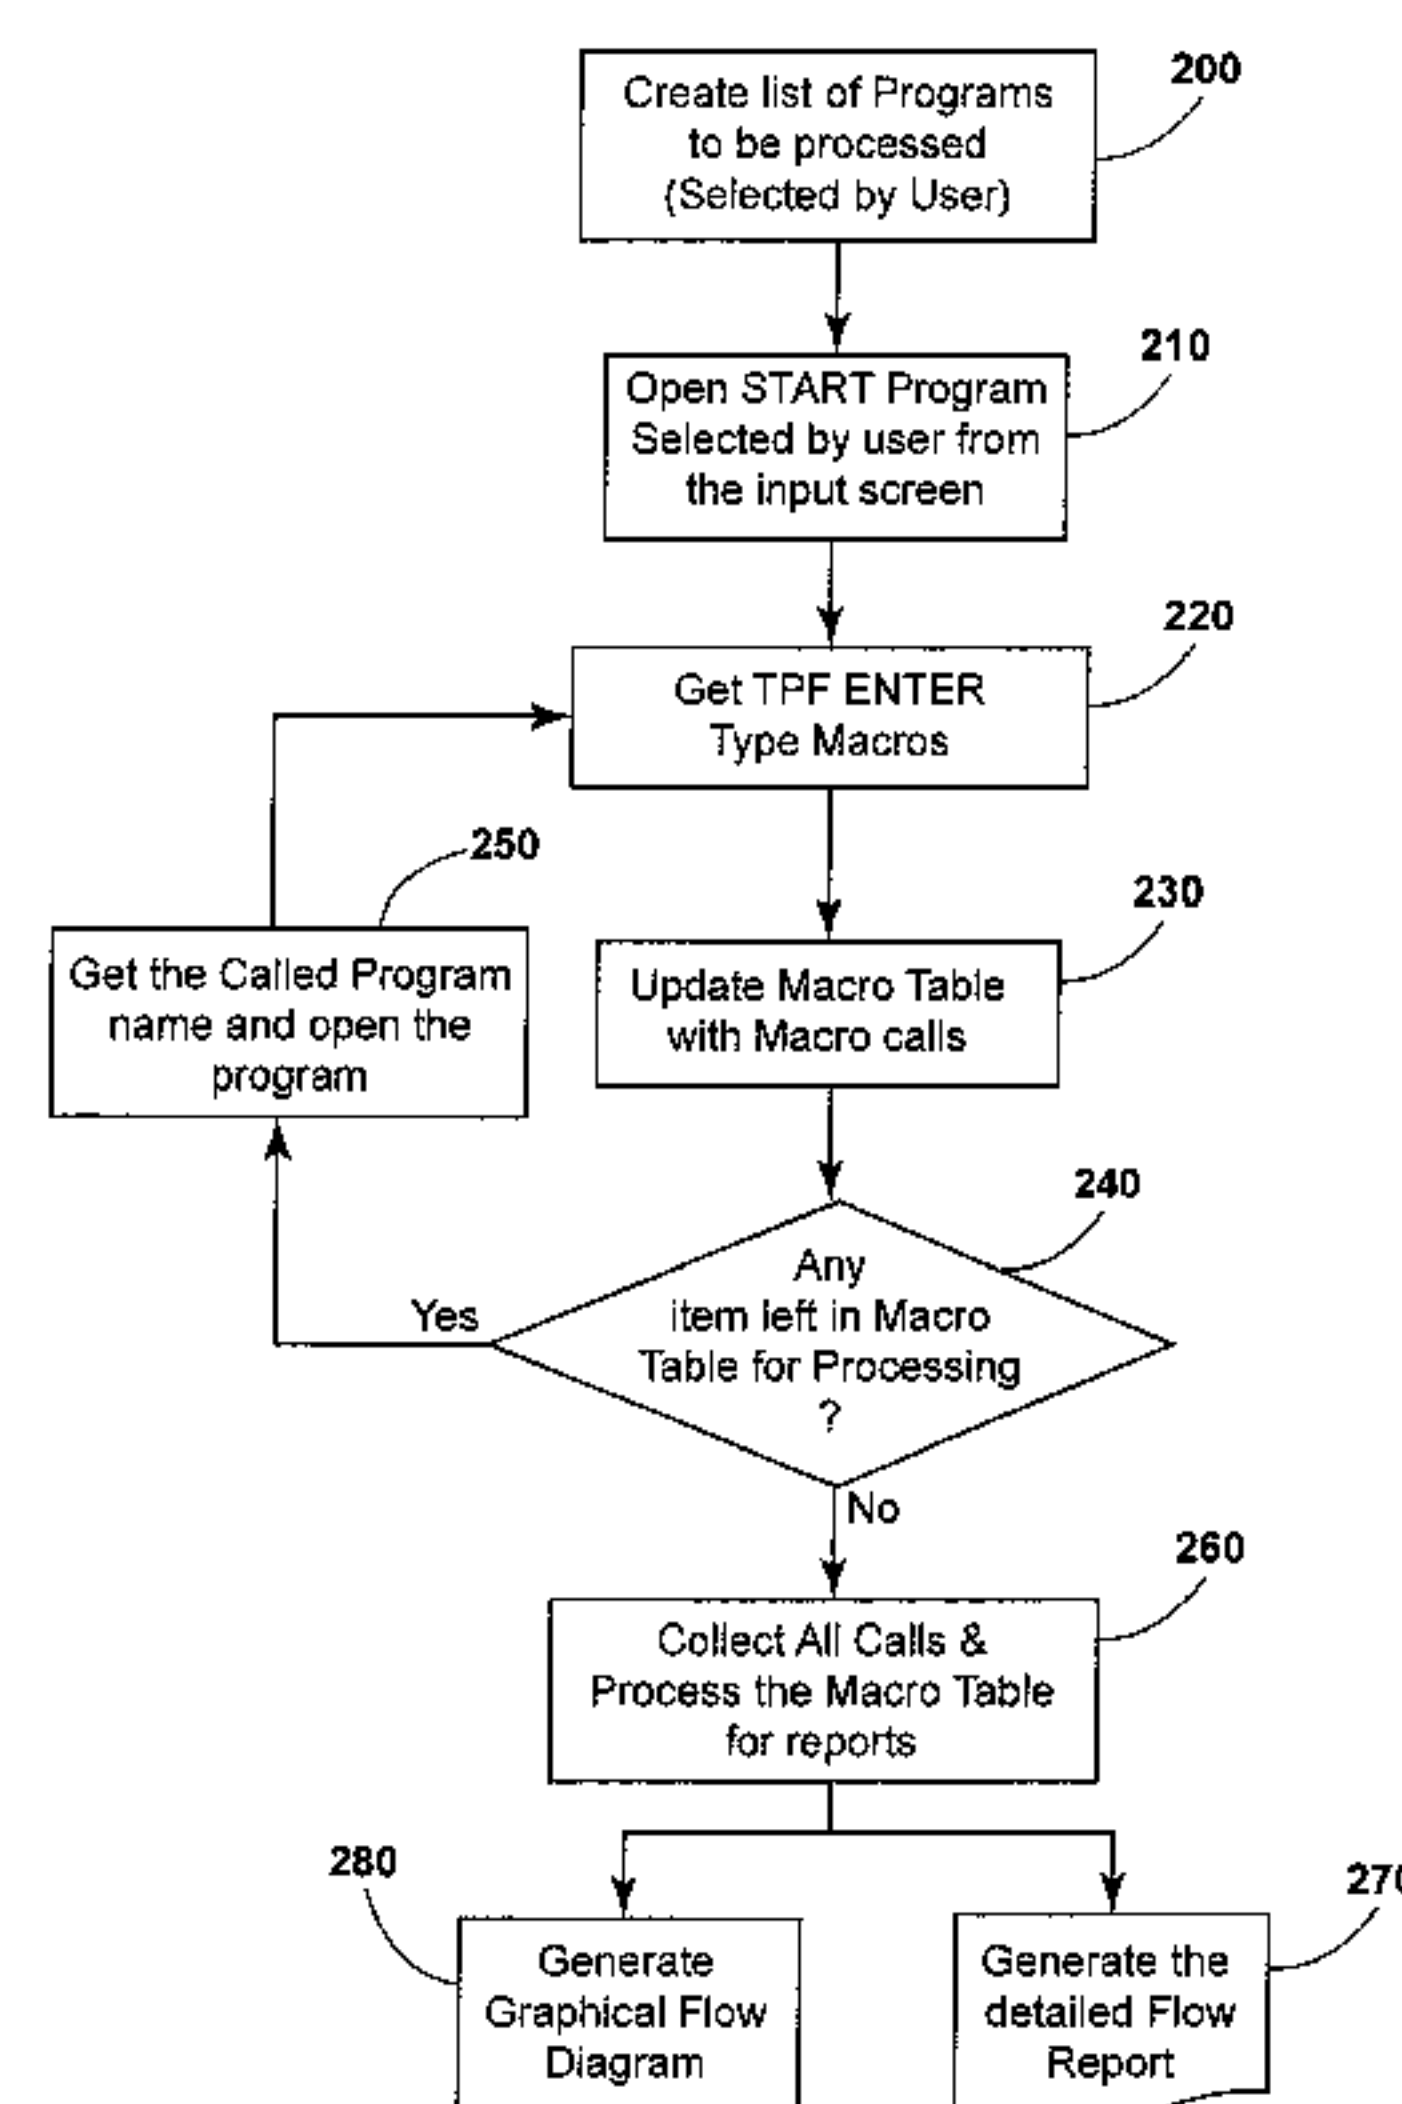 200
Create list of Programs
to be processed
(Selected by User)
210
Open START Program
Selected by user from
the input screen
220
Get TPF ENTER
Type Macros
250
Get the Called Program
name and open the
program
230
Update Macro Table
with Macro calls
240
Any
item left in Macro
Table for Processing
?
Yes
No
260
Collect All Calls &
Process the Macro Table
for reports
280
Generate
Graphical Flow
Diagram
270
Generate the
detailed Flow
Report